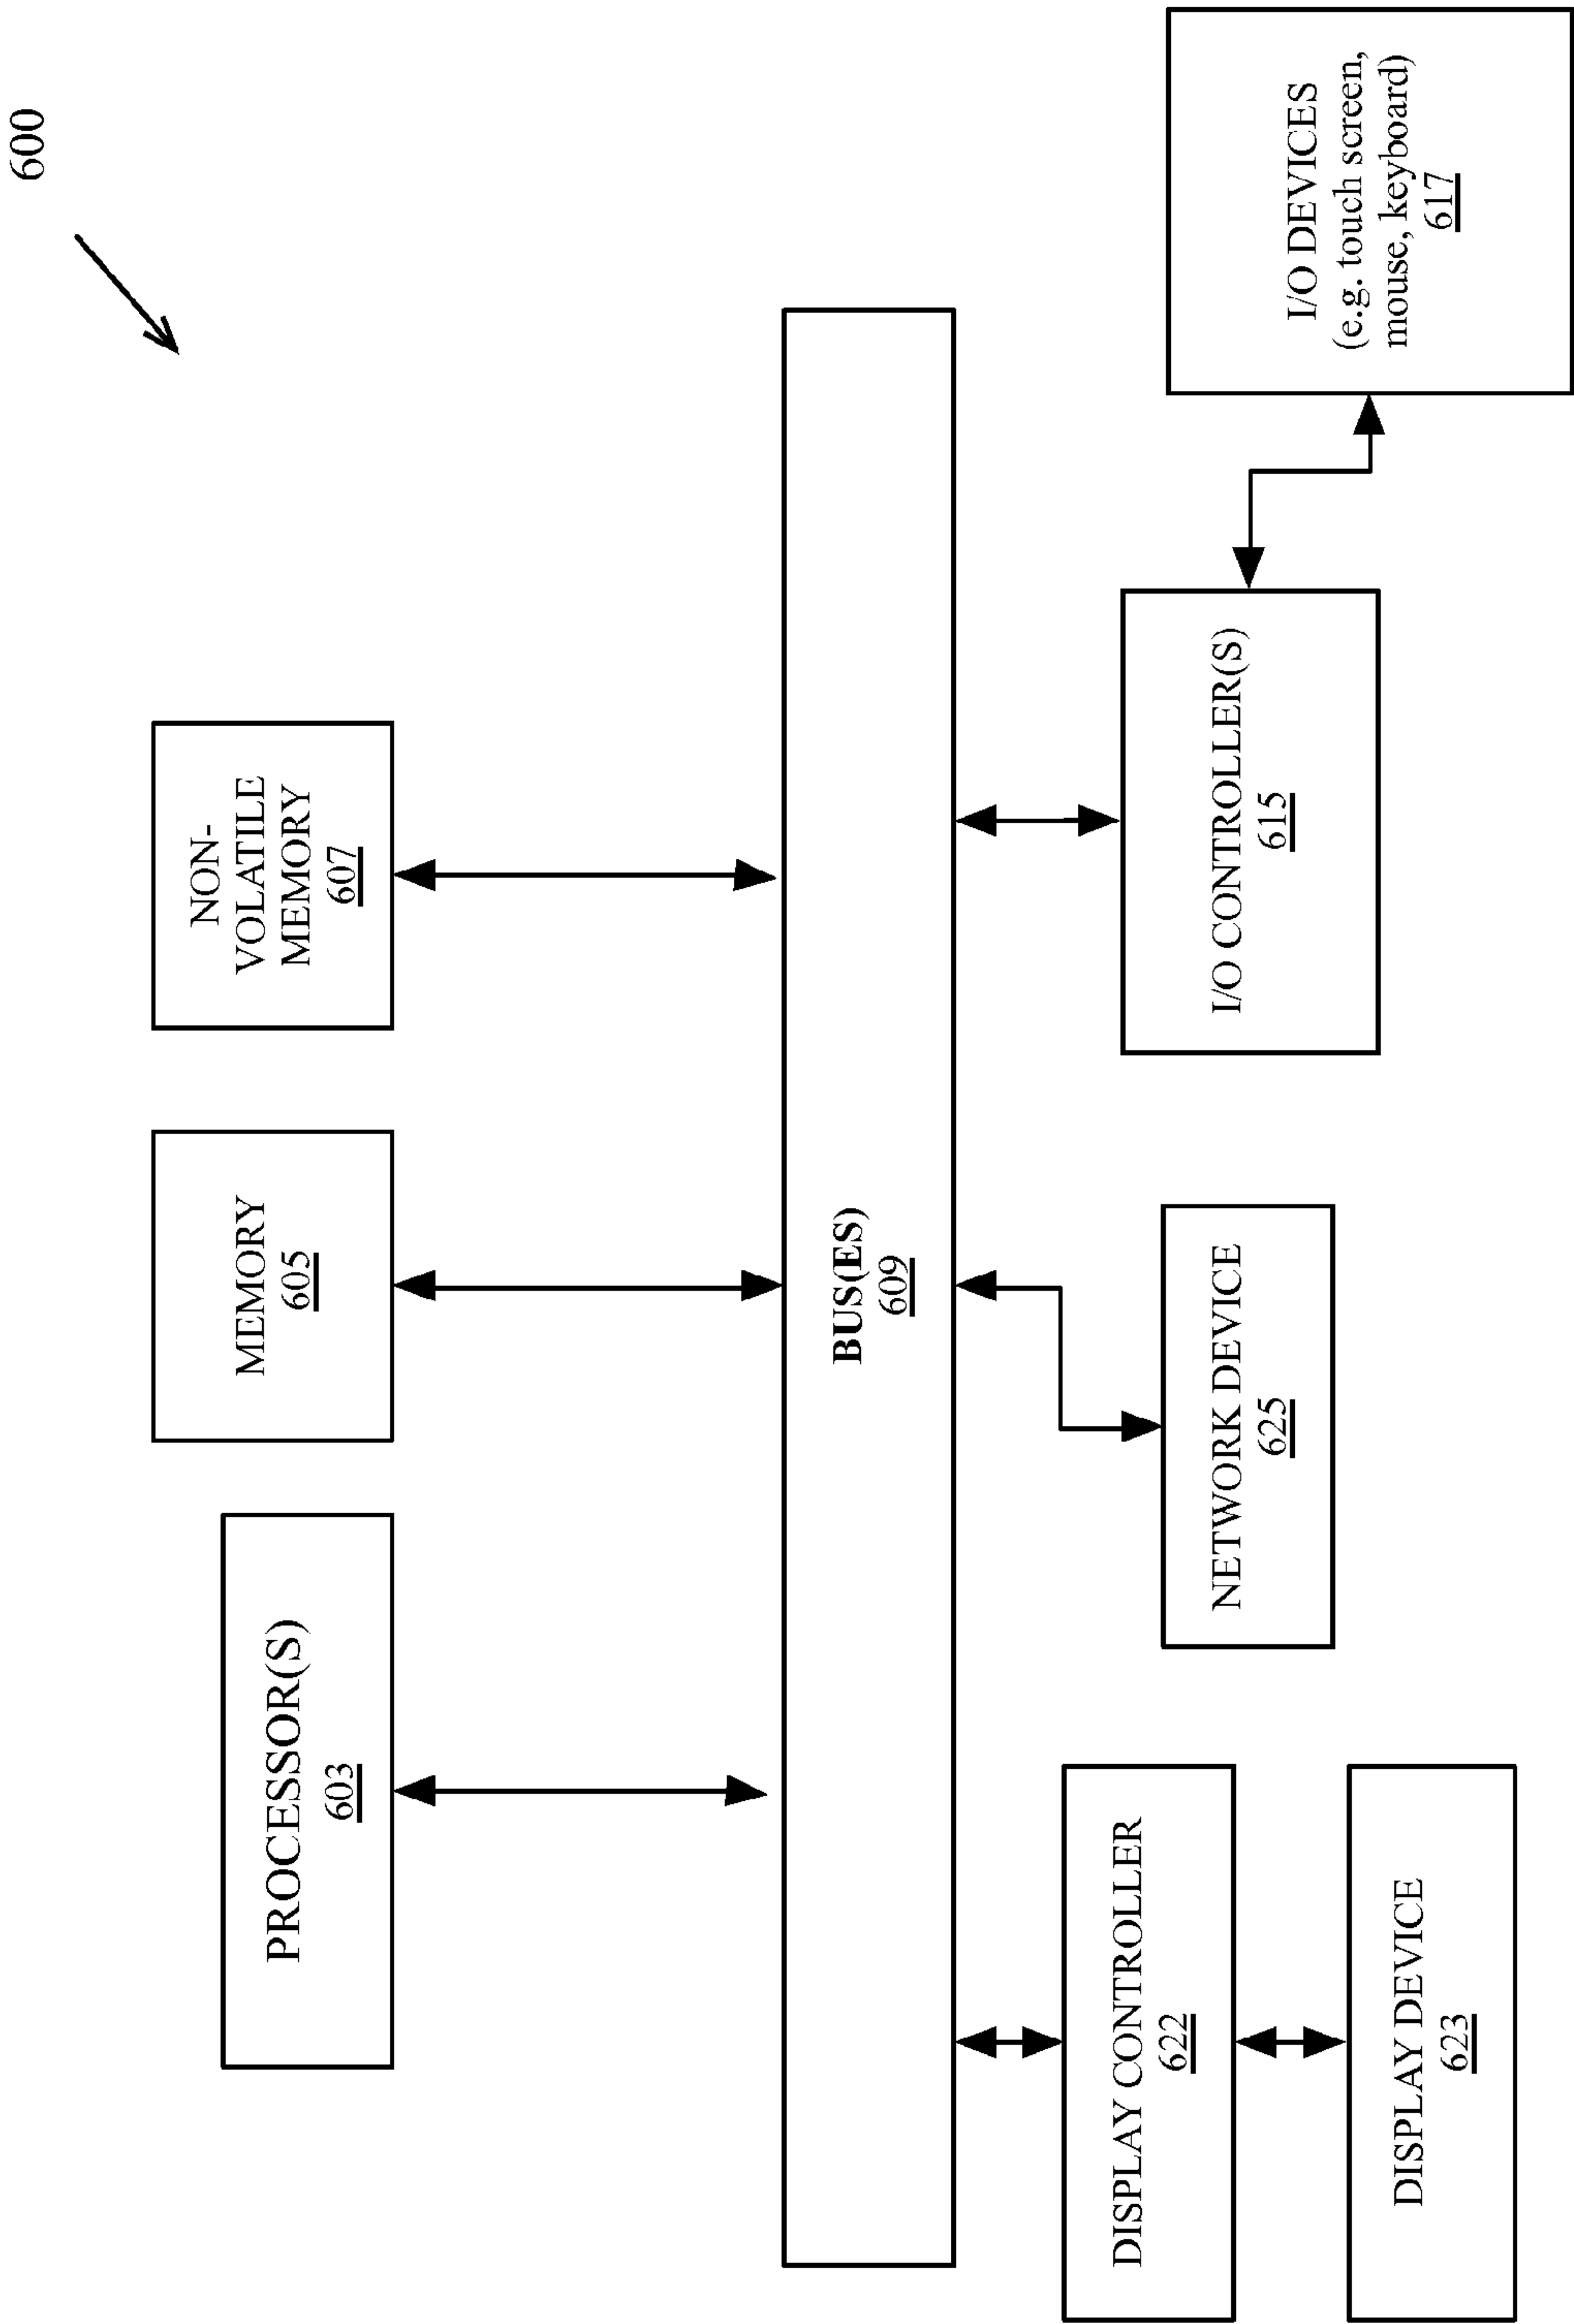 600
PROCESSOR(S)
603
MEMORY
605
NON-
VOLATILE
MEMORY
607
BUS(ES)
609
DISPLAY CONTROLLER
622
DISPLAY DEVICE
623
NETWORK DEVICE
625
I/O CONTROLLER(S)
615
I/O DEVICES
(e.g. touch screen,
mouse, keyboard)
617